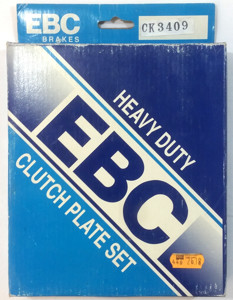 EBC
BRAKES
CK3409
HEAVY DUTY
EBC
CLUTCH PLATE SET